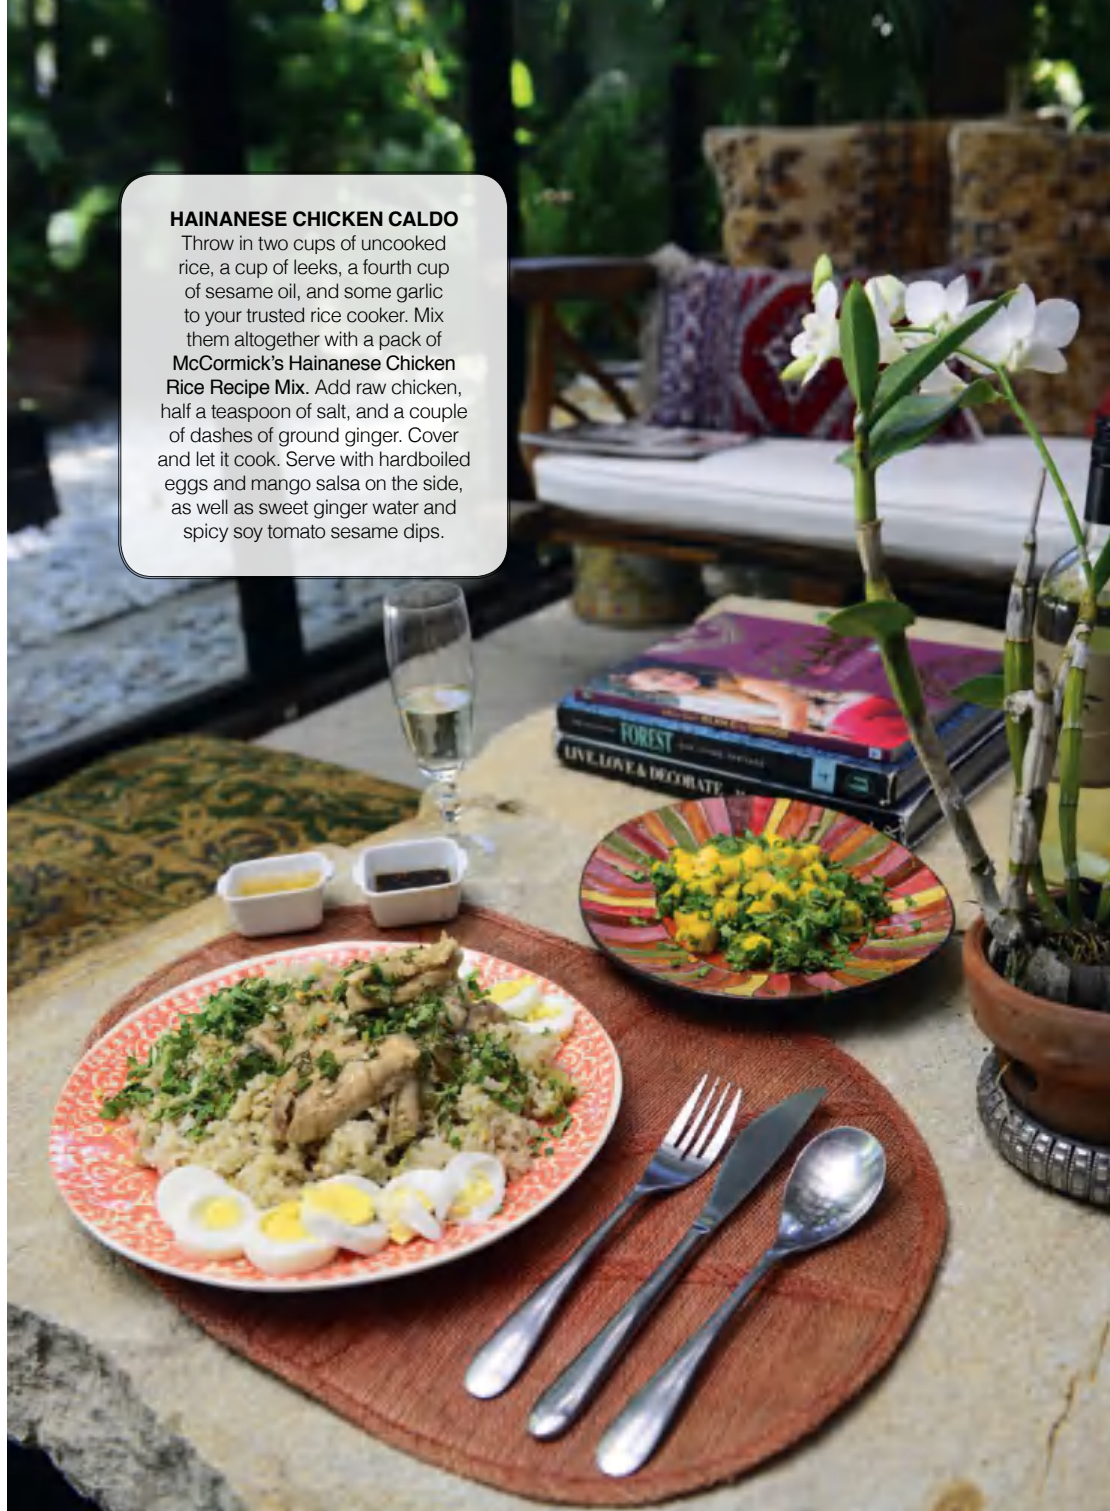 HAINANESE CHICKEN CALDO
Throw in two cups of uncooked
rice, a cup of leeks, a fourth cup
of sesame oil, and some garlic
to your trusted rice cooker. Mix
them altogether with a pack of
McCormick's Hainanese Chicken
Rice Recipe Mix. Add raw chicken,
half a teaspoon of salt, and a couple
of dashes of ground ginger. Cover
and let it cook. Serve with hardboiled
eggs and mango salsa on the side,
as well as sweet ginger water and
spicy soy tomato sesame dips.
FOREST
LIVE, LOVE & DECORATE